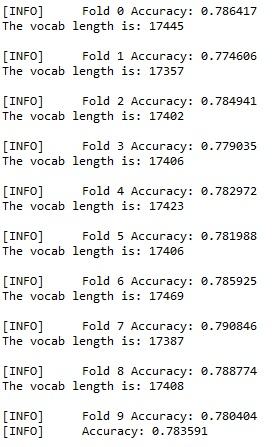 [INFO] Fold 0 Accuracy: 0.786417
The vocab length is: 17445
[INFO] Fold 1 Accuracy: 0.774606
The vocab length is: 17357
[INFO] Fold 2 Accuracy: 0.784941
The vocab length is: 17402
[INFO] Fold 3 Accuracy: 0.779035
The vocab length is: 17406
[INFO] Fold 4 Accuracy: 0.782972
The vocab length is: 17423
[INFO] Fold 5 Accuracy: 0.781988
The vocab length is: 17406
[INFO] Fold 6 Accuracy: 0.785925
The vocab length is: 17469
[INFO] Fold 7 Accuracy: 0.790846
The vocab length is: 17387
[INFO] Fold 8 Accuracy: 0.788774
The vocab length is: 17408
[INFO] Fold 9 Accuracy: 0.780404
[INFO] Accuracy: 0.783591